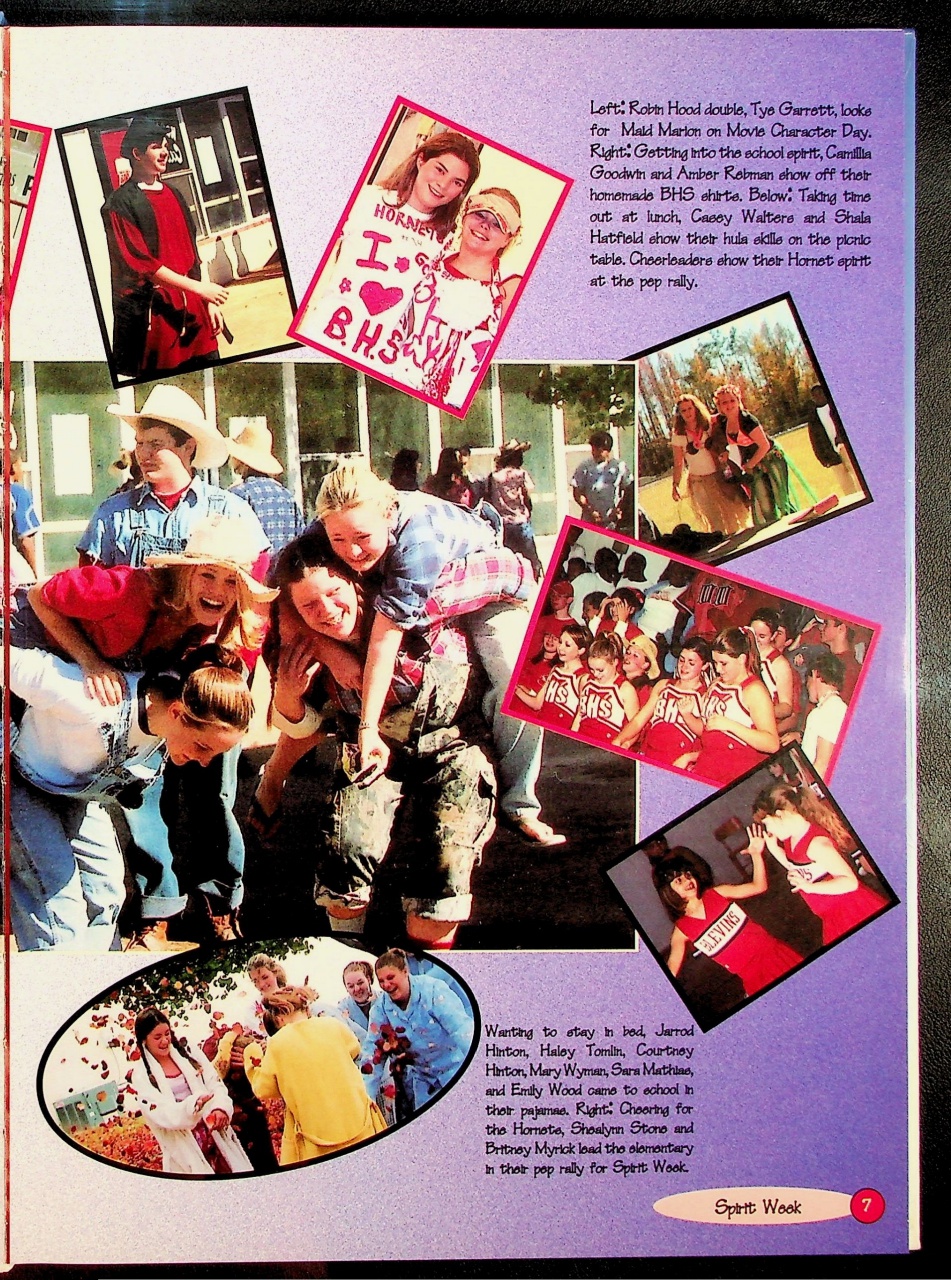 Left: Robin Hood double, Tye Garrett, looks
for Maid Marion on Movie Character Day.
Right: Getting into the school spirit, Camillia
Goodwin and Amber Rebman show off their
homemade BHS shirts. Below: Taking time
out at lunch, Casey Walters and Shala
Hatfield show their hula skills on the picnic
table. Cheerleaders show their Hornet spirit
at the pep rally.
HORNET
I
B.H.S
HS
BHS
BHS
HS
BLEVINS
Wanting to stay in bed, Jarrod
Hinton, Haley Tomlin, Courtney
Hinton, Mary Wyman, Sara Mathias,
and Emily Wood came to school in
their pajamas. Right: Cheering for
the Hornets, Shealynn Stone and
Britney Myrick lead the elementary
in their pep rally for Spirit Week.
Spirit Week 7